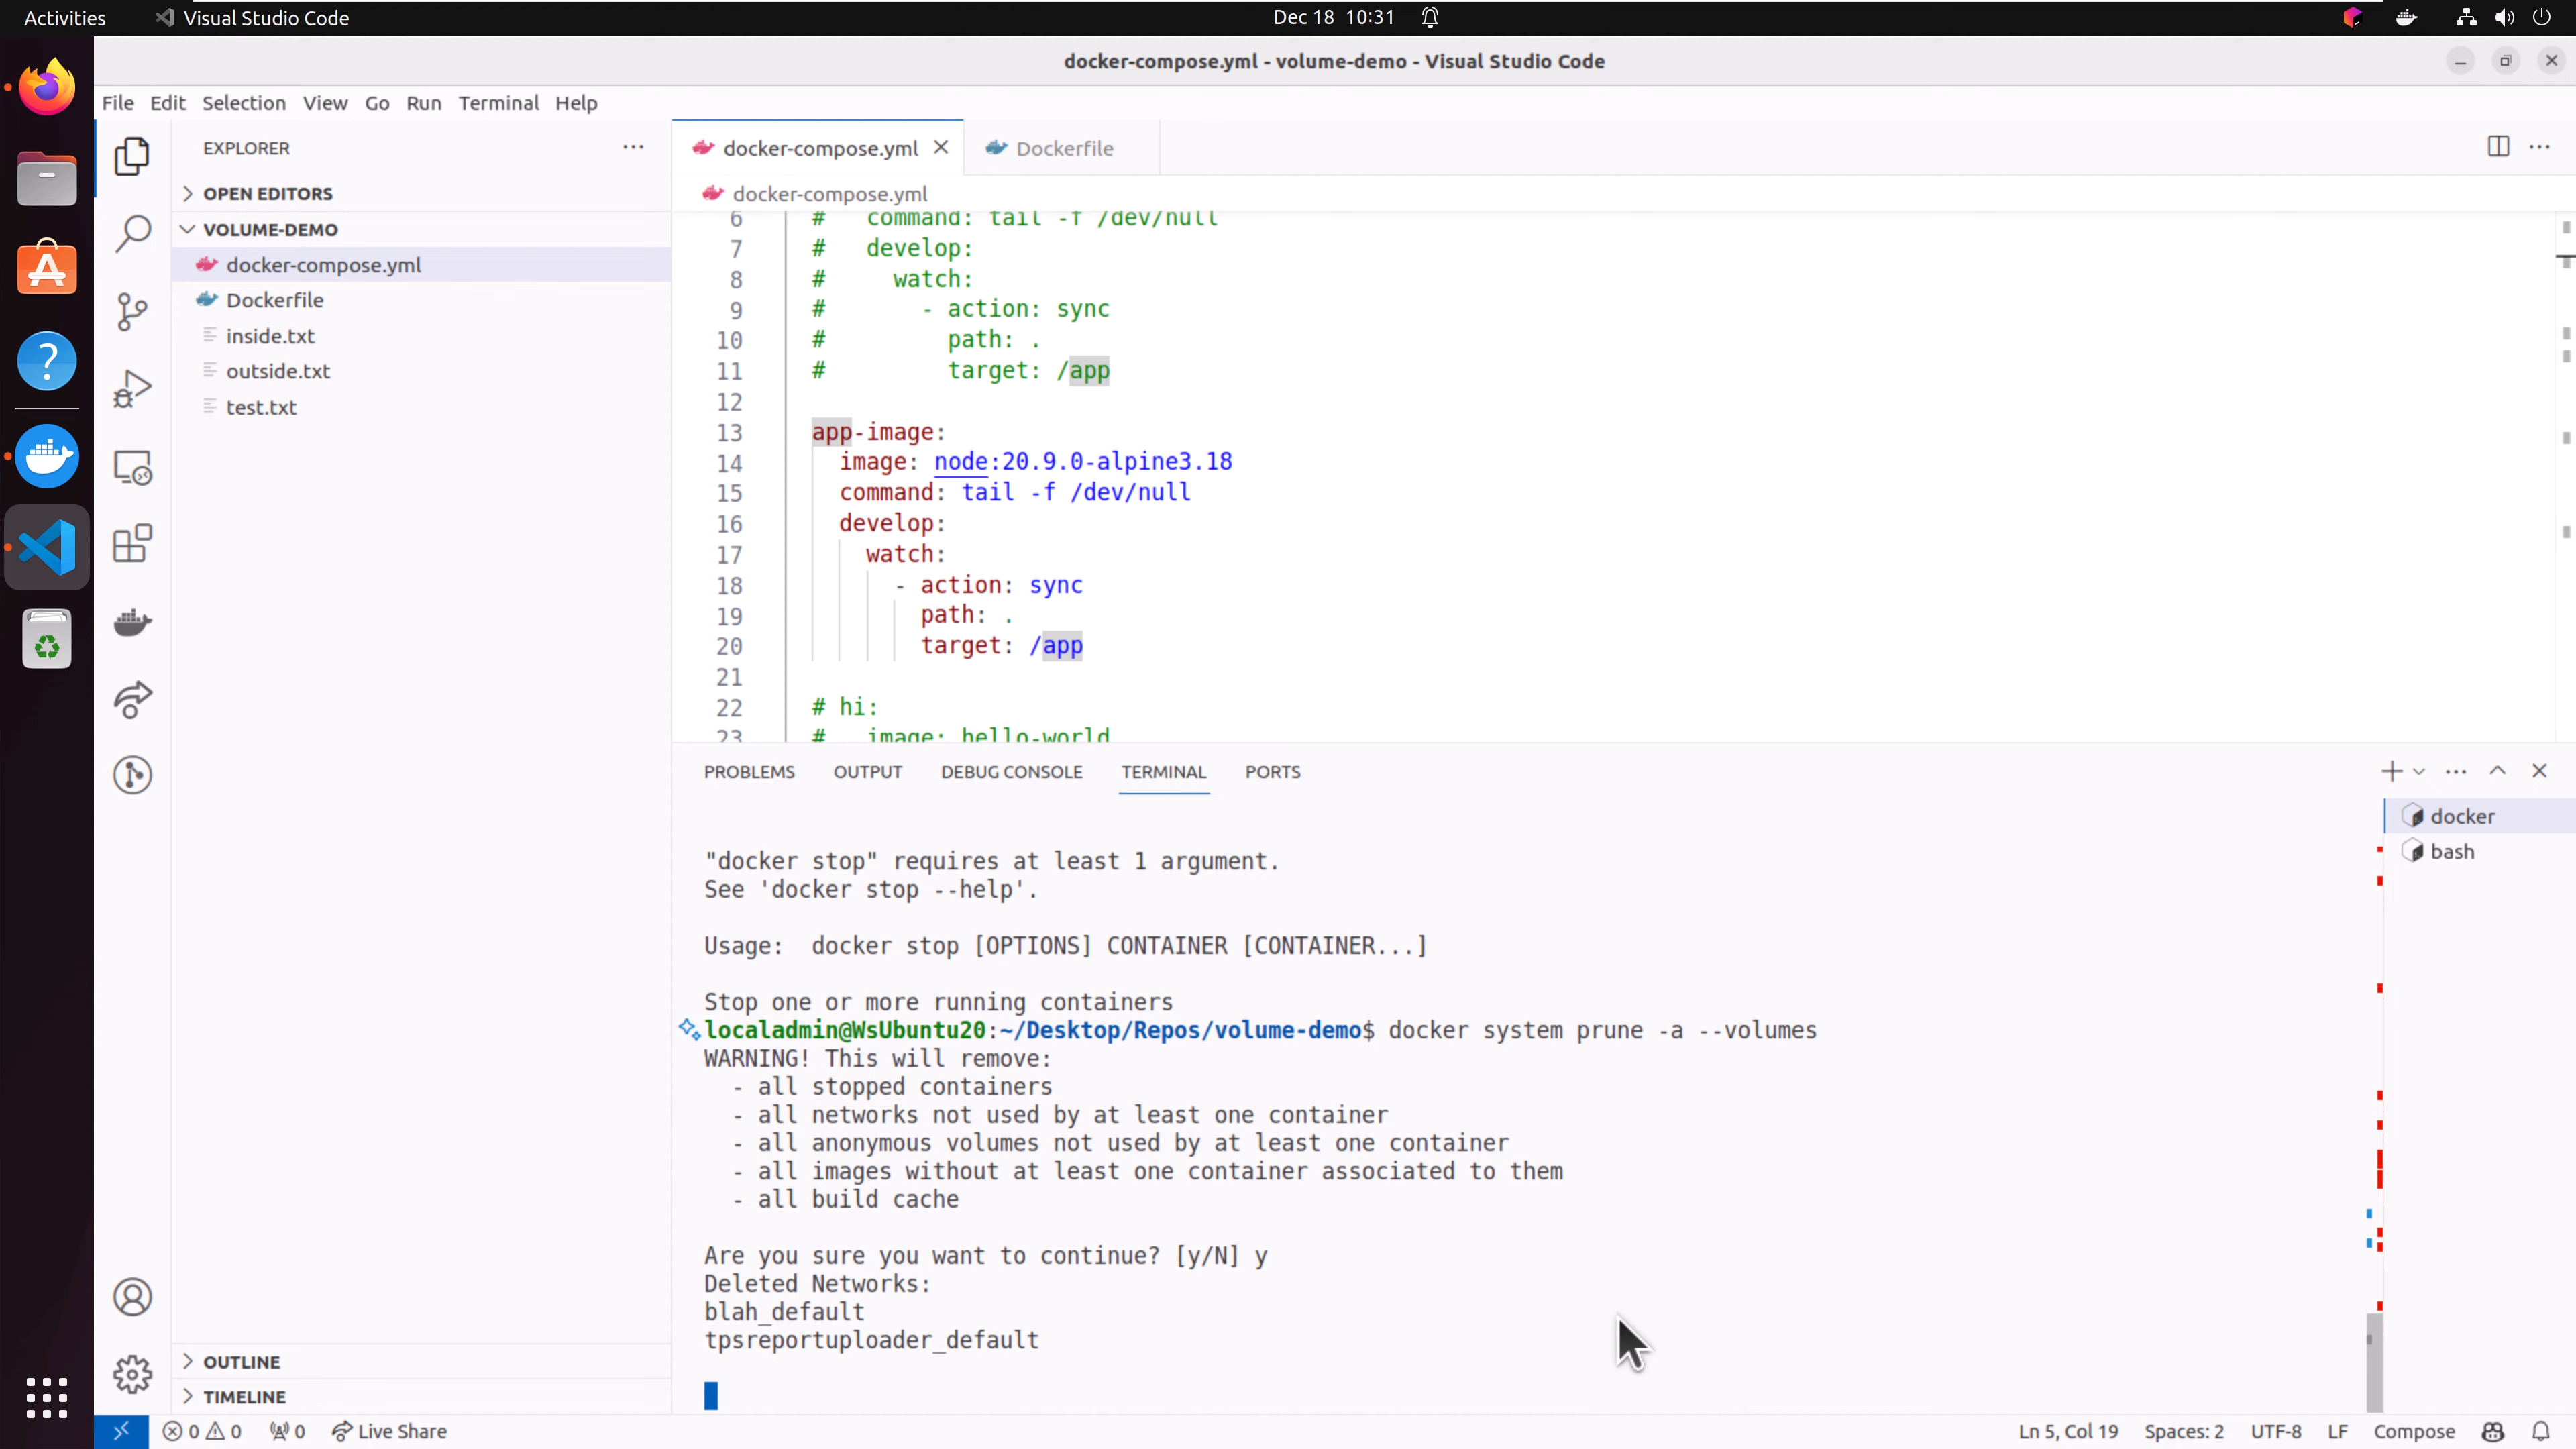 Activities
Visual Studio Code
Dec 18 10:31
docker-compose.yml - volume-demo - Visual Studio Code
File Edit Selection View Go Run Terminal Help
EXPLORER
OPEN EDITORS
VOLUME-DEMO
docker-compose.yml
Dockerfile
inside.txt
outside.txt
test.txt
OUTLINE
TIMELINE
docker-compose.yml
Dockerfile
docker-compose.yml
6 # command: tail -f /dev/null
7 # develop:
8 # watch:
9 # - action: sync
10 # path: .
11 # target: /app
12
13 app-image:
14 image: node:20.9.0-alpine3.18
15 command: tail -f /dev/null
16 develop:
17 watch:
18 - action: sync
19 path: .
20 target: /app
21
22 # hi:
23 # image: hello-world
PROBLEMS OUTPUT DEBUG CONSOLE TERMINAL PORTS
docker
bash
"docker stop" requires at least 1 argument.
See 'docker stop --help'.
Usage:  docker stop [OPTIONS] CONTAINER [CONTAINER...]
Stop one or more running containers
localadmin@WsUbuntu20:~/Desktop/Repos/volume-demo$ docker system prune -a --volumes
WARNING! This will remove:
- all stopped containers
- all networks not used by at least one container
- all anonymous volumes not used by at least one container
- all images without at least one container associated to them
- all build cache
Are you sure you want to continue? [y/N] y
Deleted Networks:
blah_default
tpsreportuploader_default
0 0 0 Live Share
Ln 5, Col 19 Spaces: 2 UTF-8 LF Compose